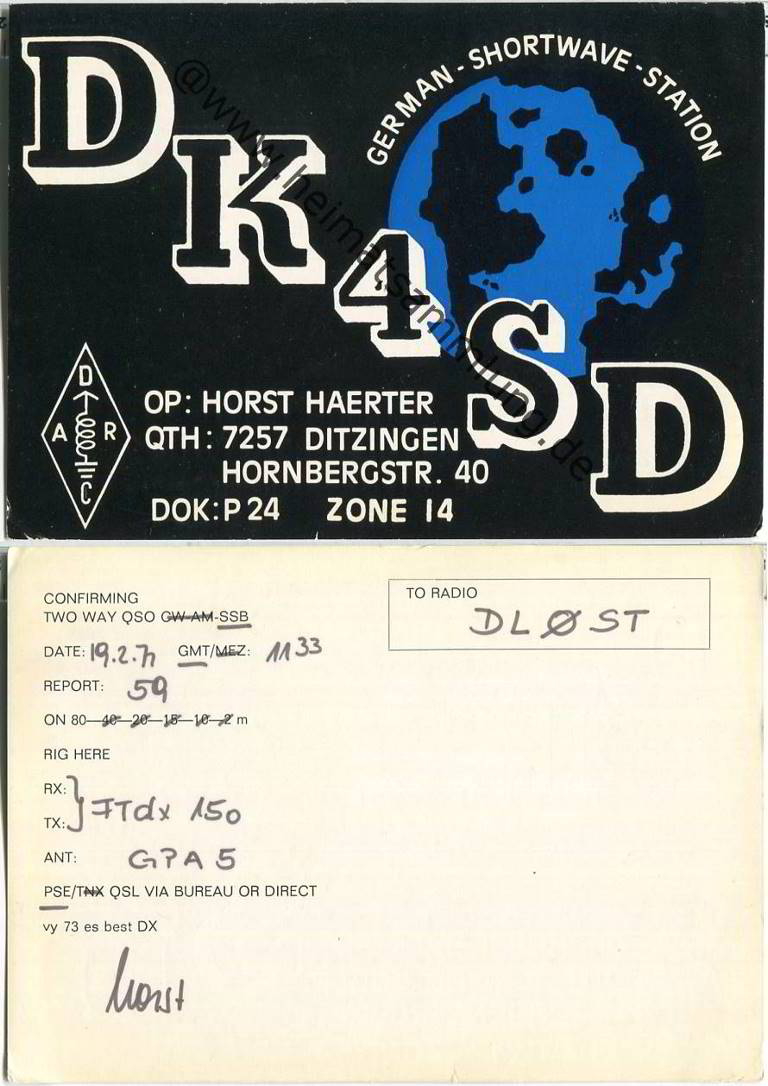 DK4SD
GERMAN-SHORTWAVE-STATION
@www.heimatsammlung.de
DARC
OP: HORST HAERTER
QTH: 7257 DITZINGEN
HORNBERGSTR. 40
DOK: P 24 ZONE 14
CONFIRMING
TWO WAY QSO CW-AM-SSB
TO RADIO
DLØST
DATE: 19.2.77 GMT/MEZ: 1133
REPORT: 59
ON 80—40—20—15—10—2 m
RIG HERE
RX:
TX: FTdx 150
ANT: GPA 5
PSE/TNX QSL VIA BUREAU OR DIRECT
vy 73 es best DX
Horst